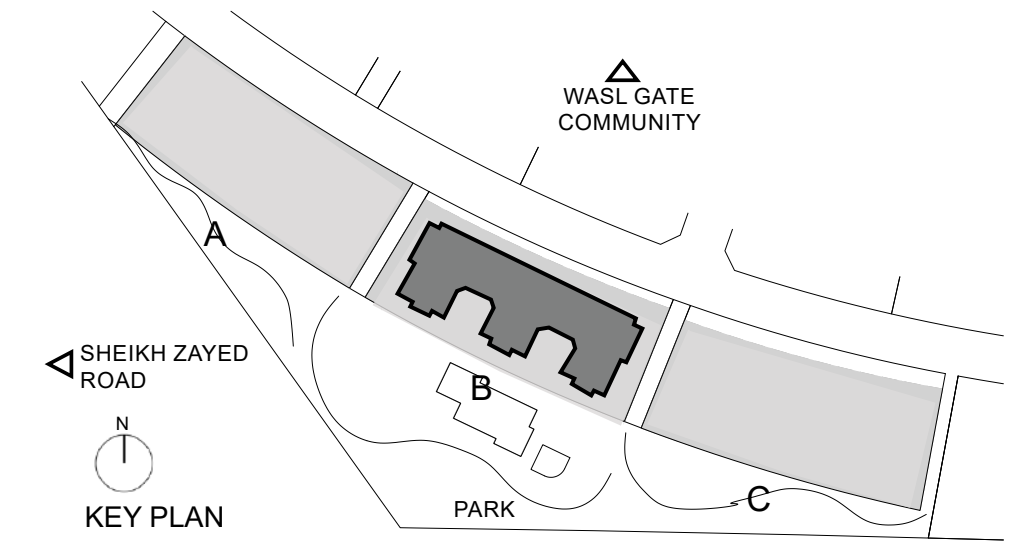 WASL GATE
COMMUNITY
A
SHEIKH ZAYED
ROAD
B
N
C
PARK
KEY PLAN